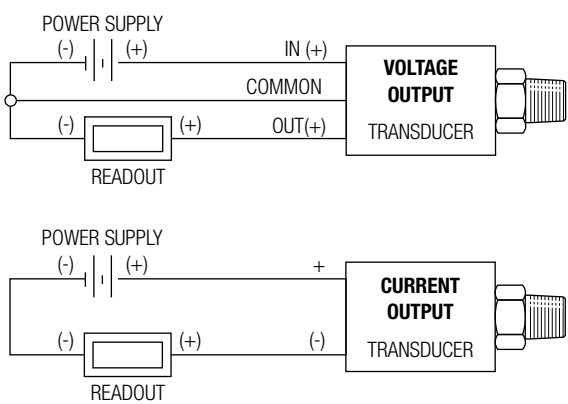 POWER SUPPLY
(-) (+) IN (+)
COMMON
(-) (+) OUT(+)
READOUT
VOLTAGE
OUTPUT
TRANSDUCER
POWER SUPPLY
(-) (+) +
(-) (+) (-)
READOUT
CURRENT
OUTPUT
TRANSDUCER